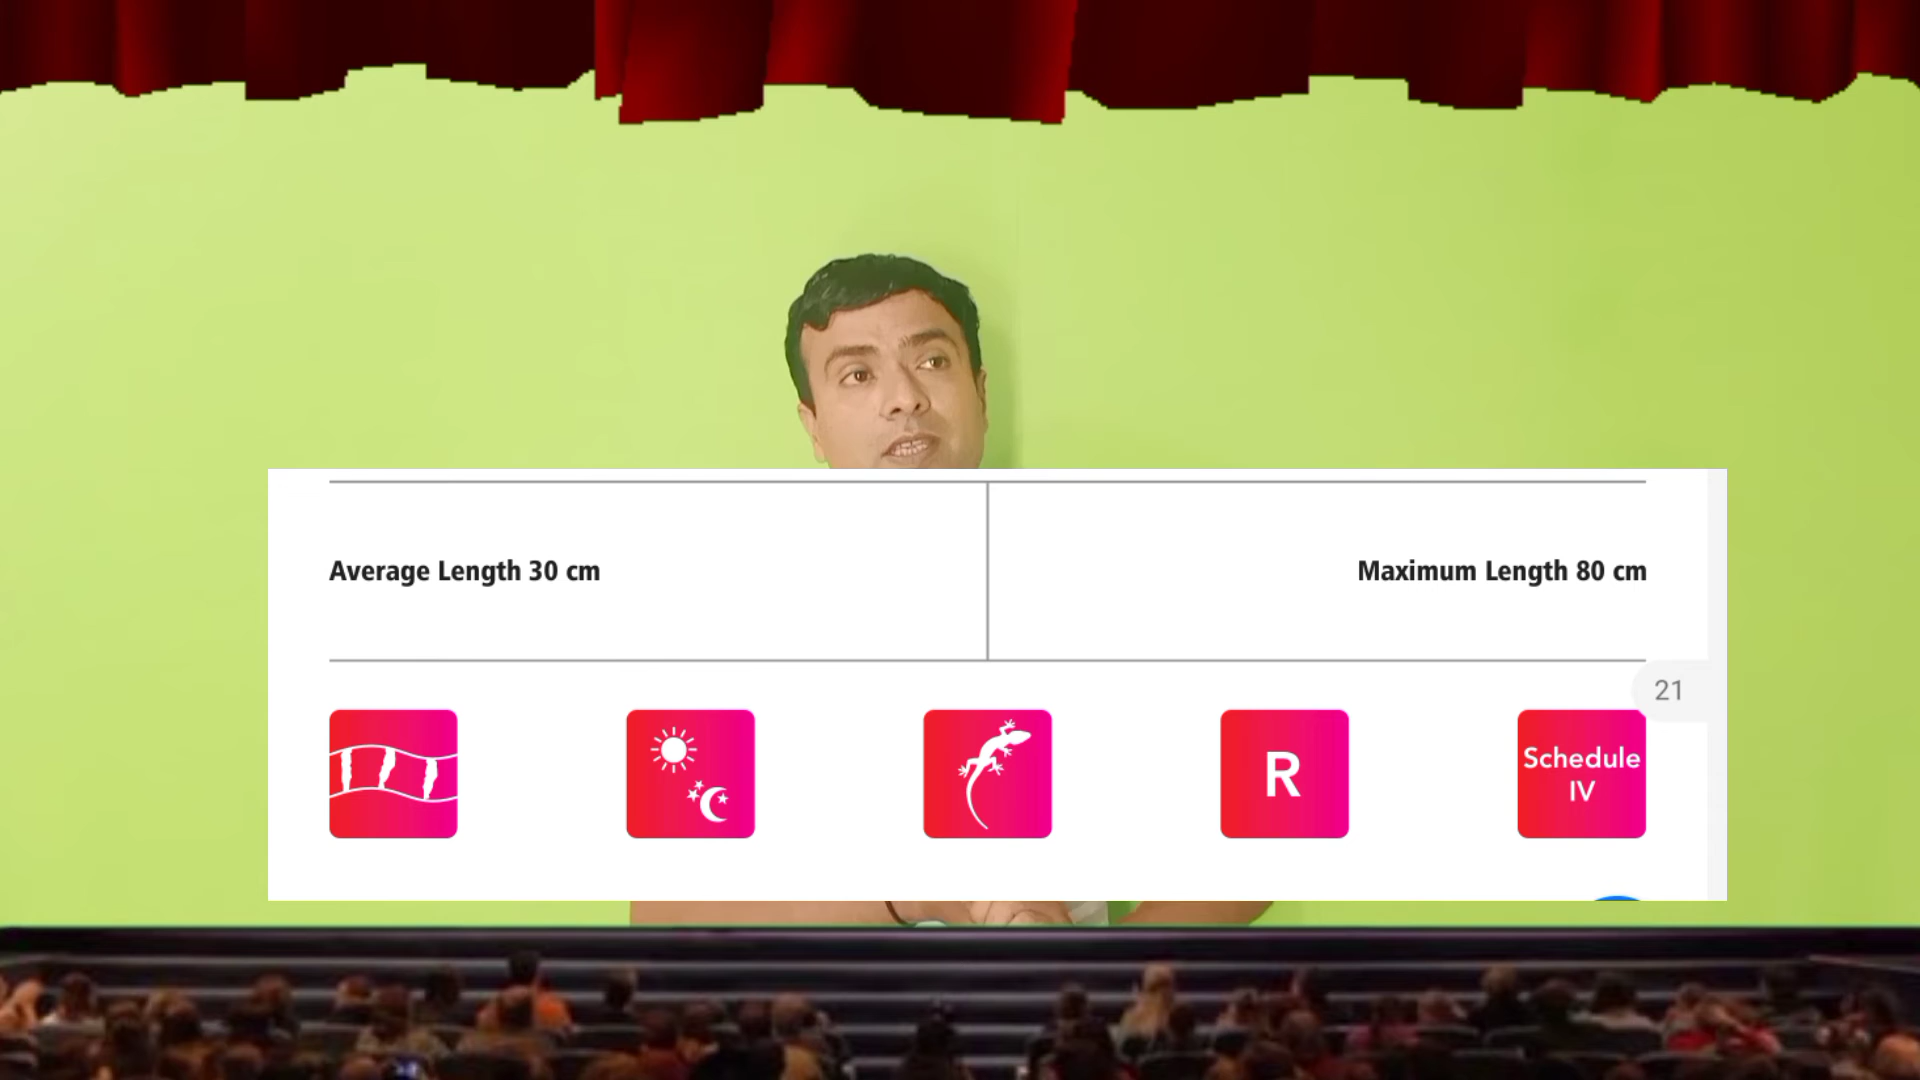 Average Length 30 cm
Maximum Length 80 cm
21
R
Schedule
IV